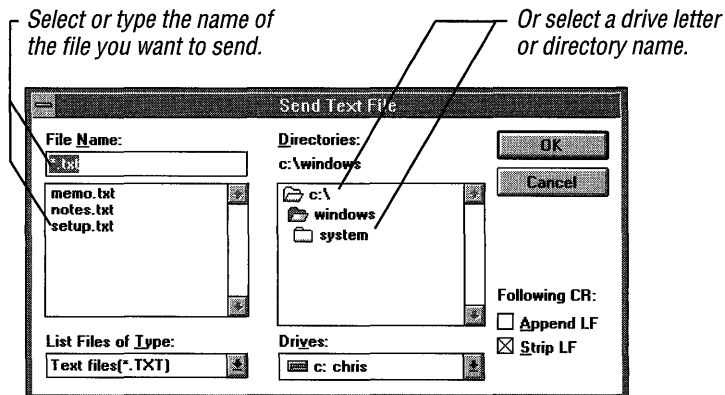 Select or type the name of
the file you want to send.
Or select a drive letter
or directory name.
Send Text File
File Name:
*.txt
memo.txt
notes.txt
setup.txt
List Files of Type:
Text files(*.TXT)
Directories:
c:\windows
c:\
windows
system
Drives:
c: chris
OK
Cancel
Following CR:
Append LF
Strip LF